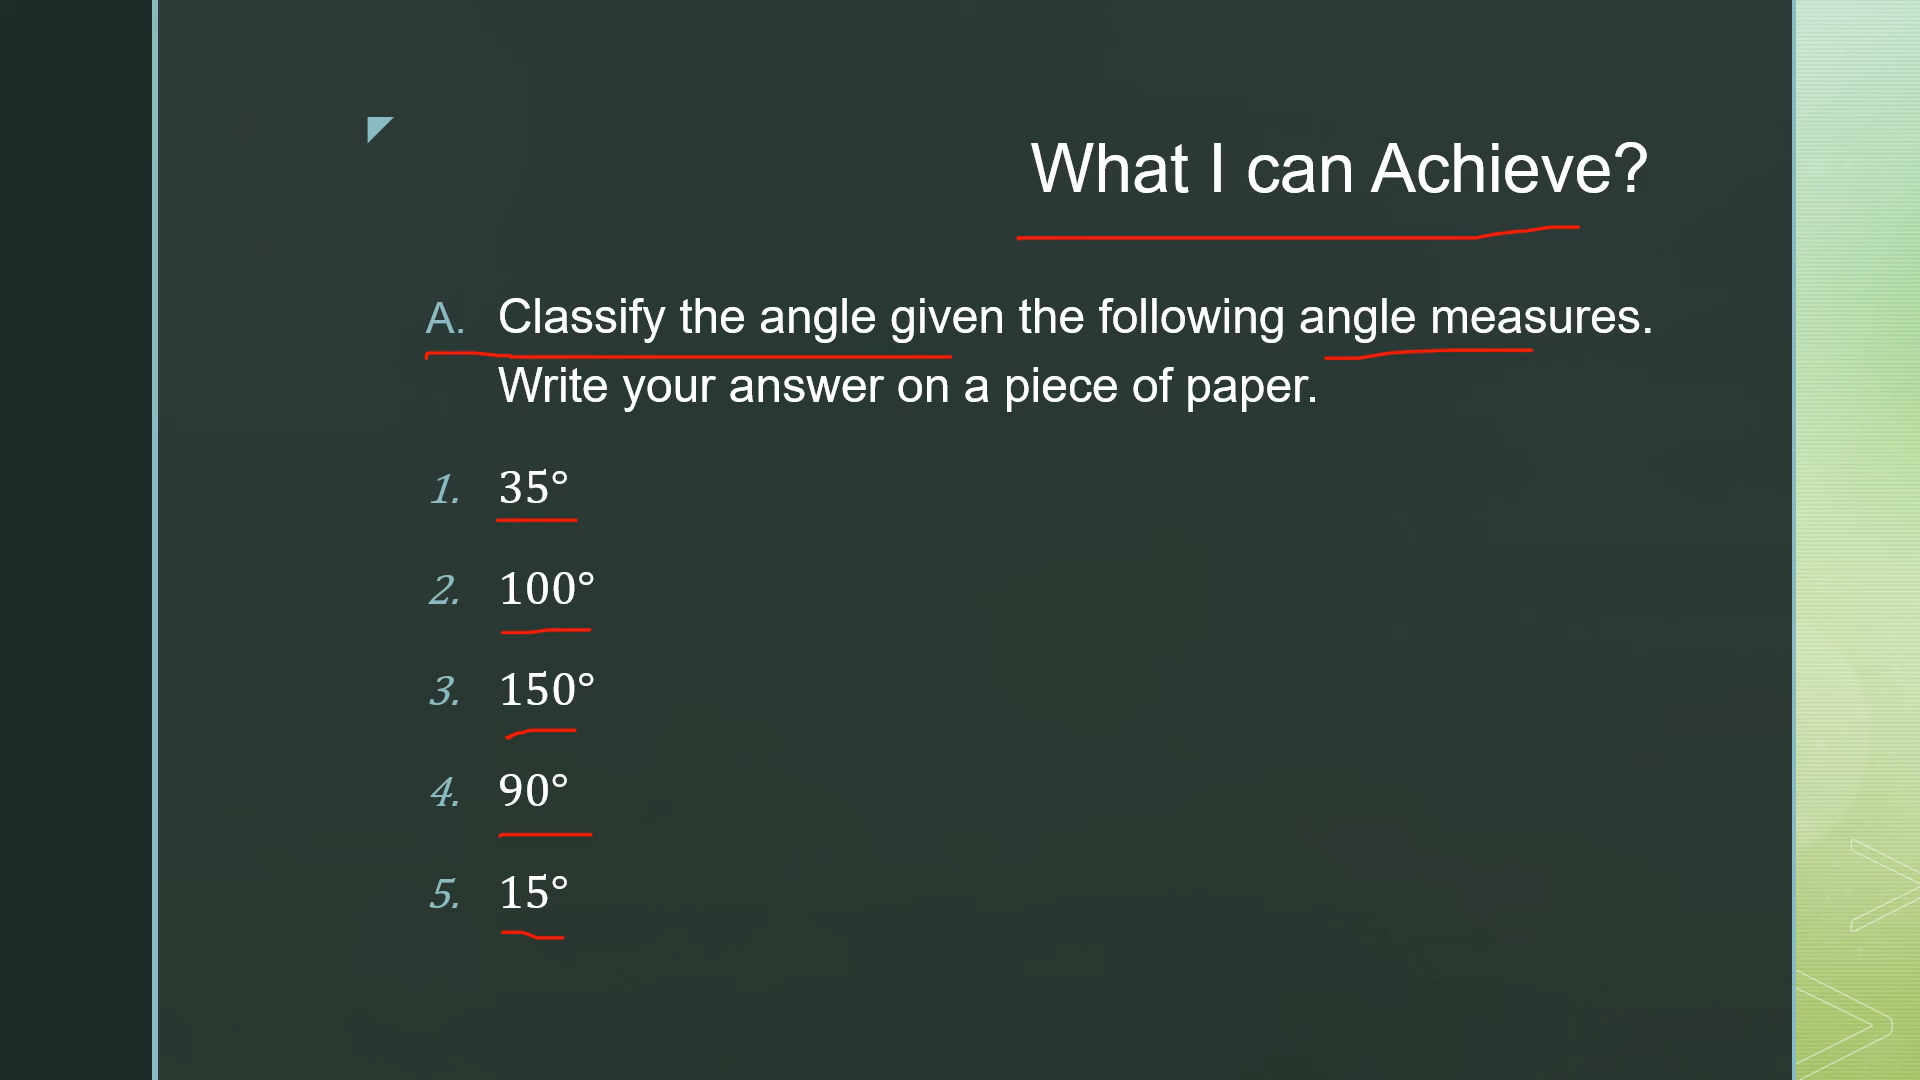 What I can Achieve?
A. Classify the angle given the following angle measures.
Write your answer on a piece of paper.
1. 35°
2. 100°
3. 150°
4. 90°
5. 15°